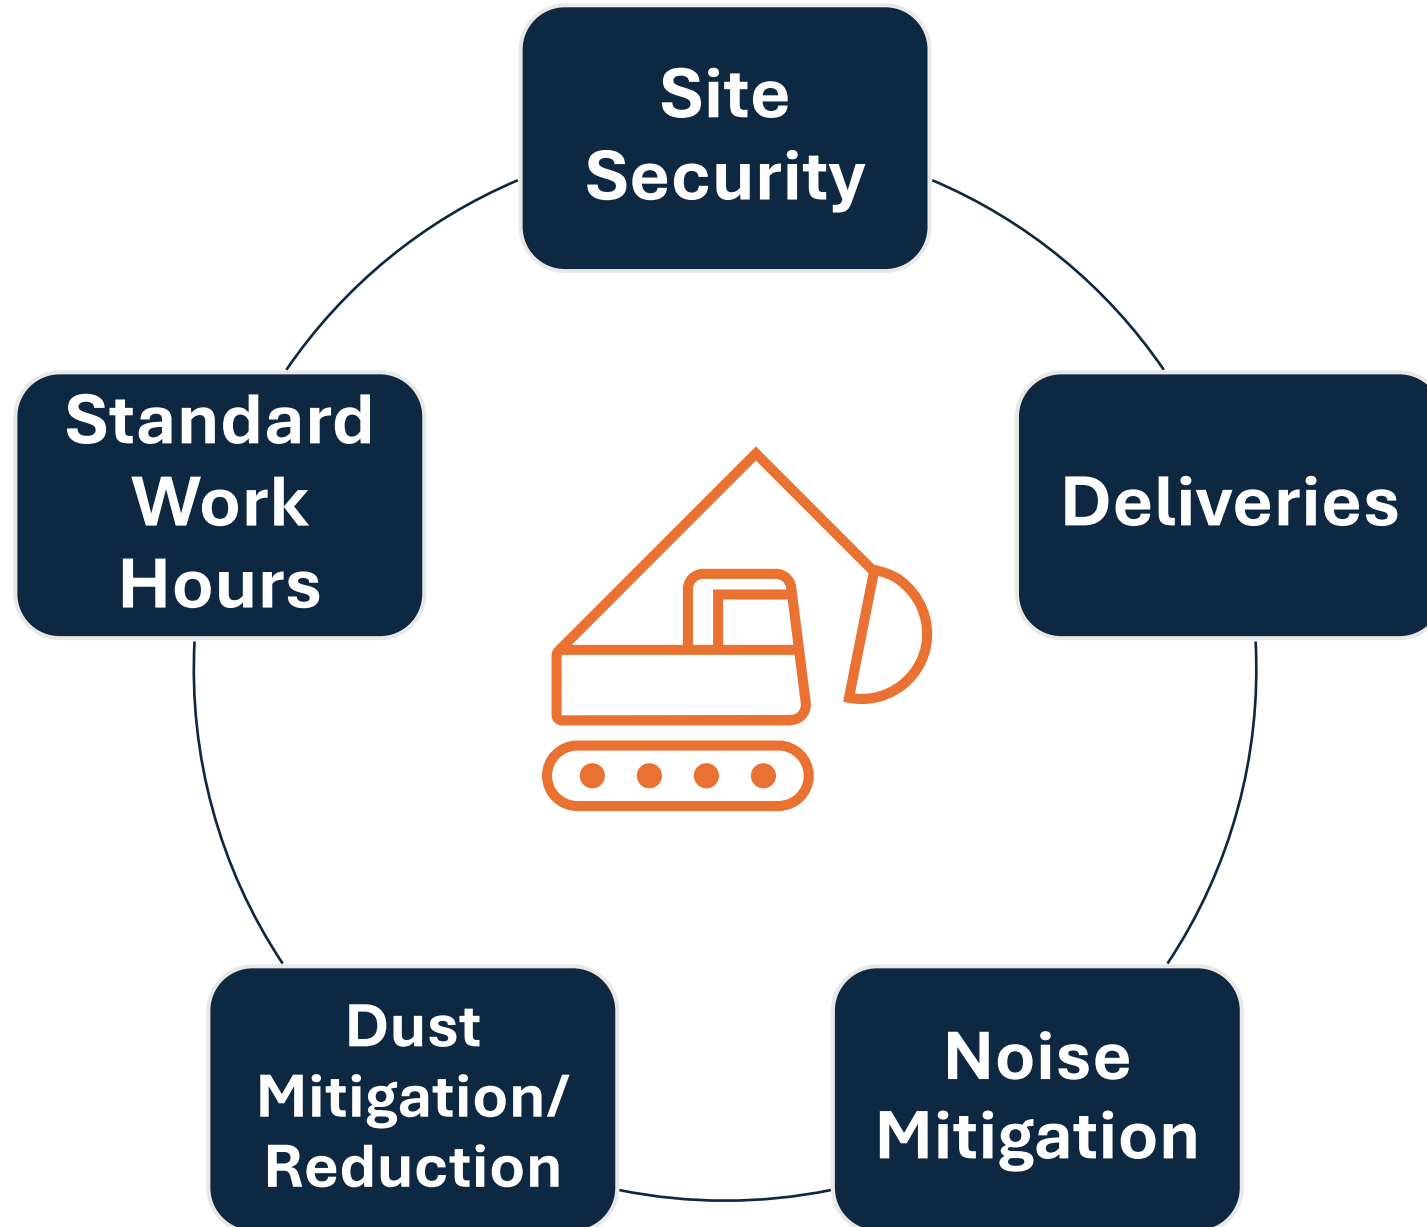 Site
Security
Standard
Work
Hours
Deliveries
Dust
Mitigation/
Reduction
Noise
Mitigation